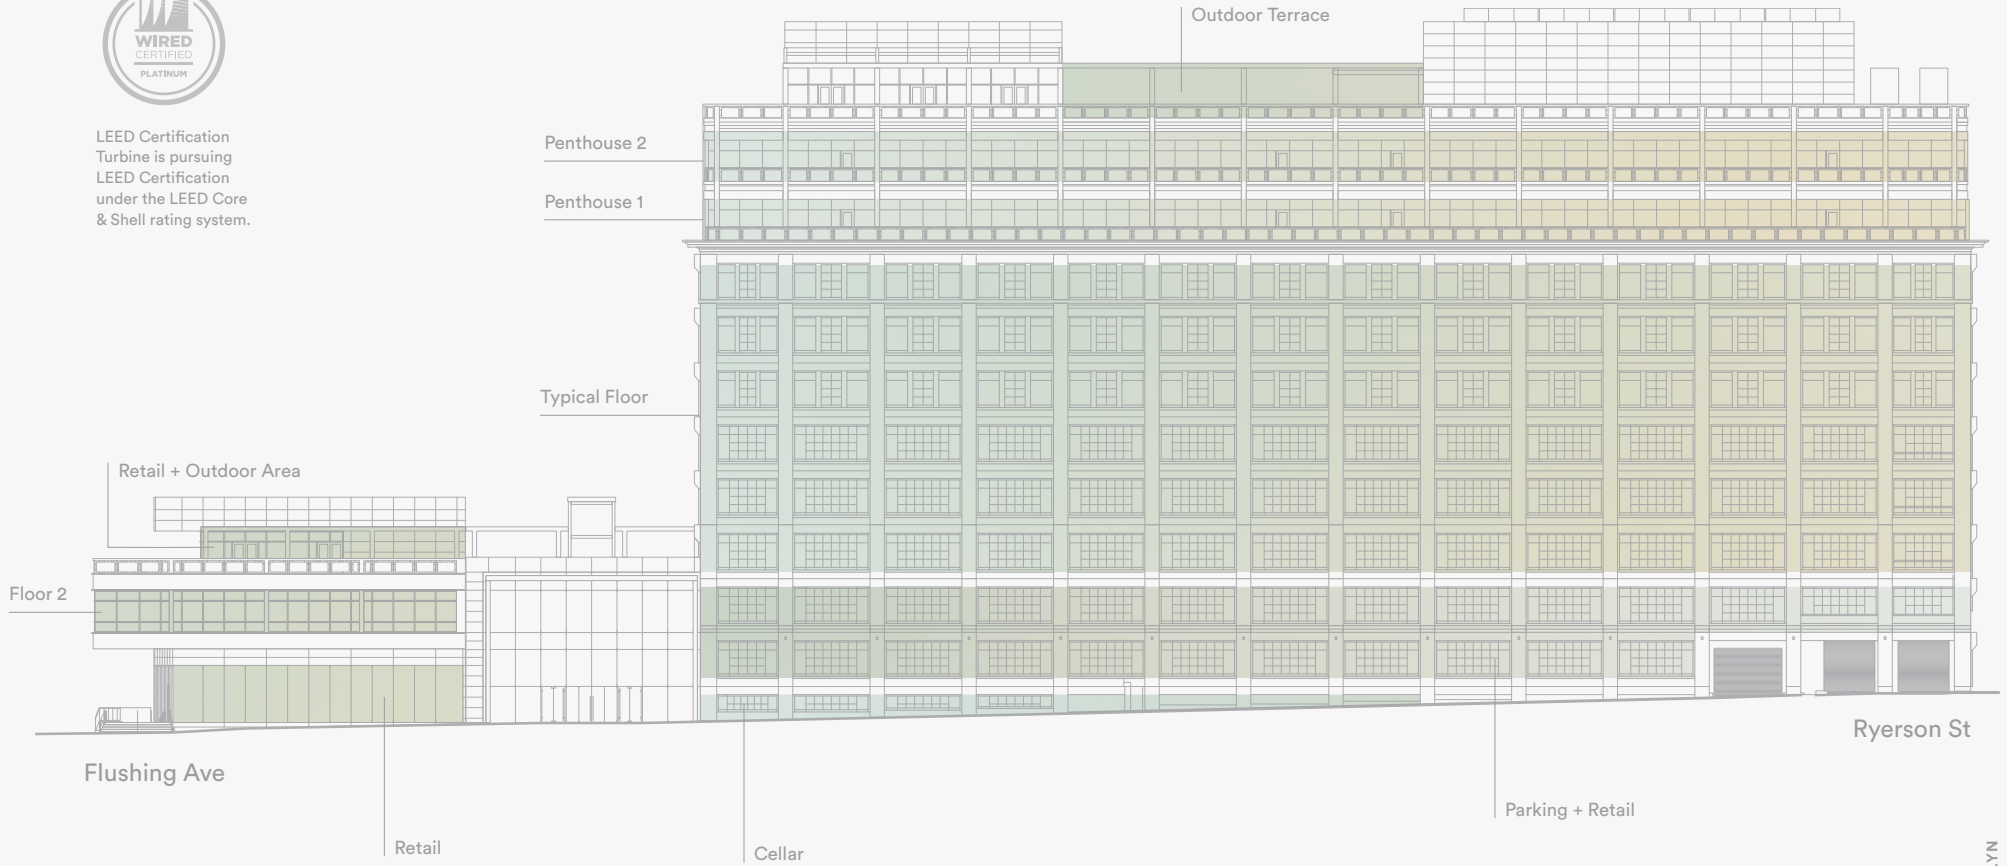 WIRED
CERTIFIED
PLATINUM
LEED Certification
Turbine is pursuing
LEED Certification
under the LEED Core
& Shell rating system.
Outdoor Terrace
Penthouse 2
Penthouse 1
Typical Floor
Retail + Outdoor Area
Floor 2
Flushing Ave
Ryerson St
Retail
Cellar
Parking + Retail